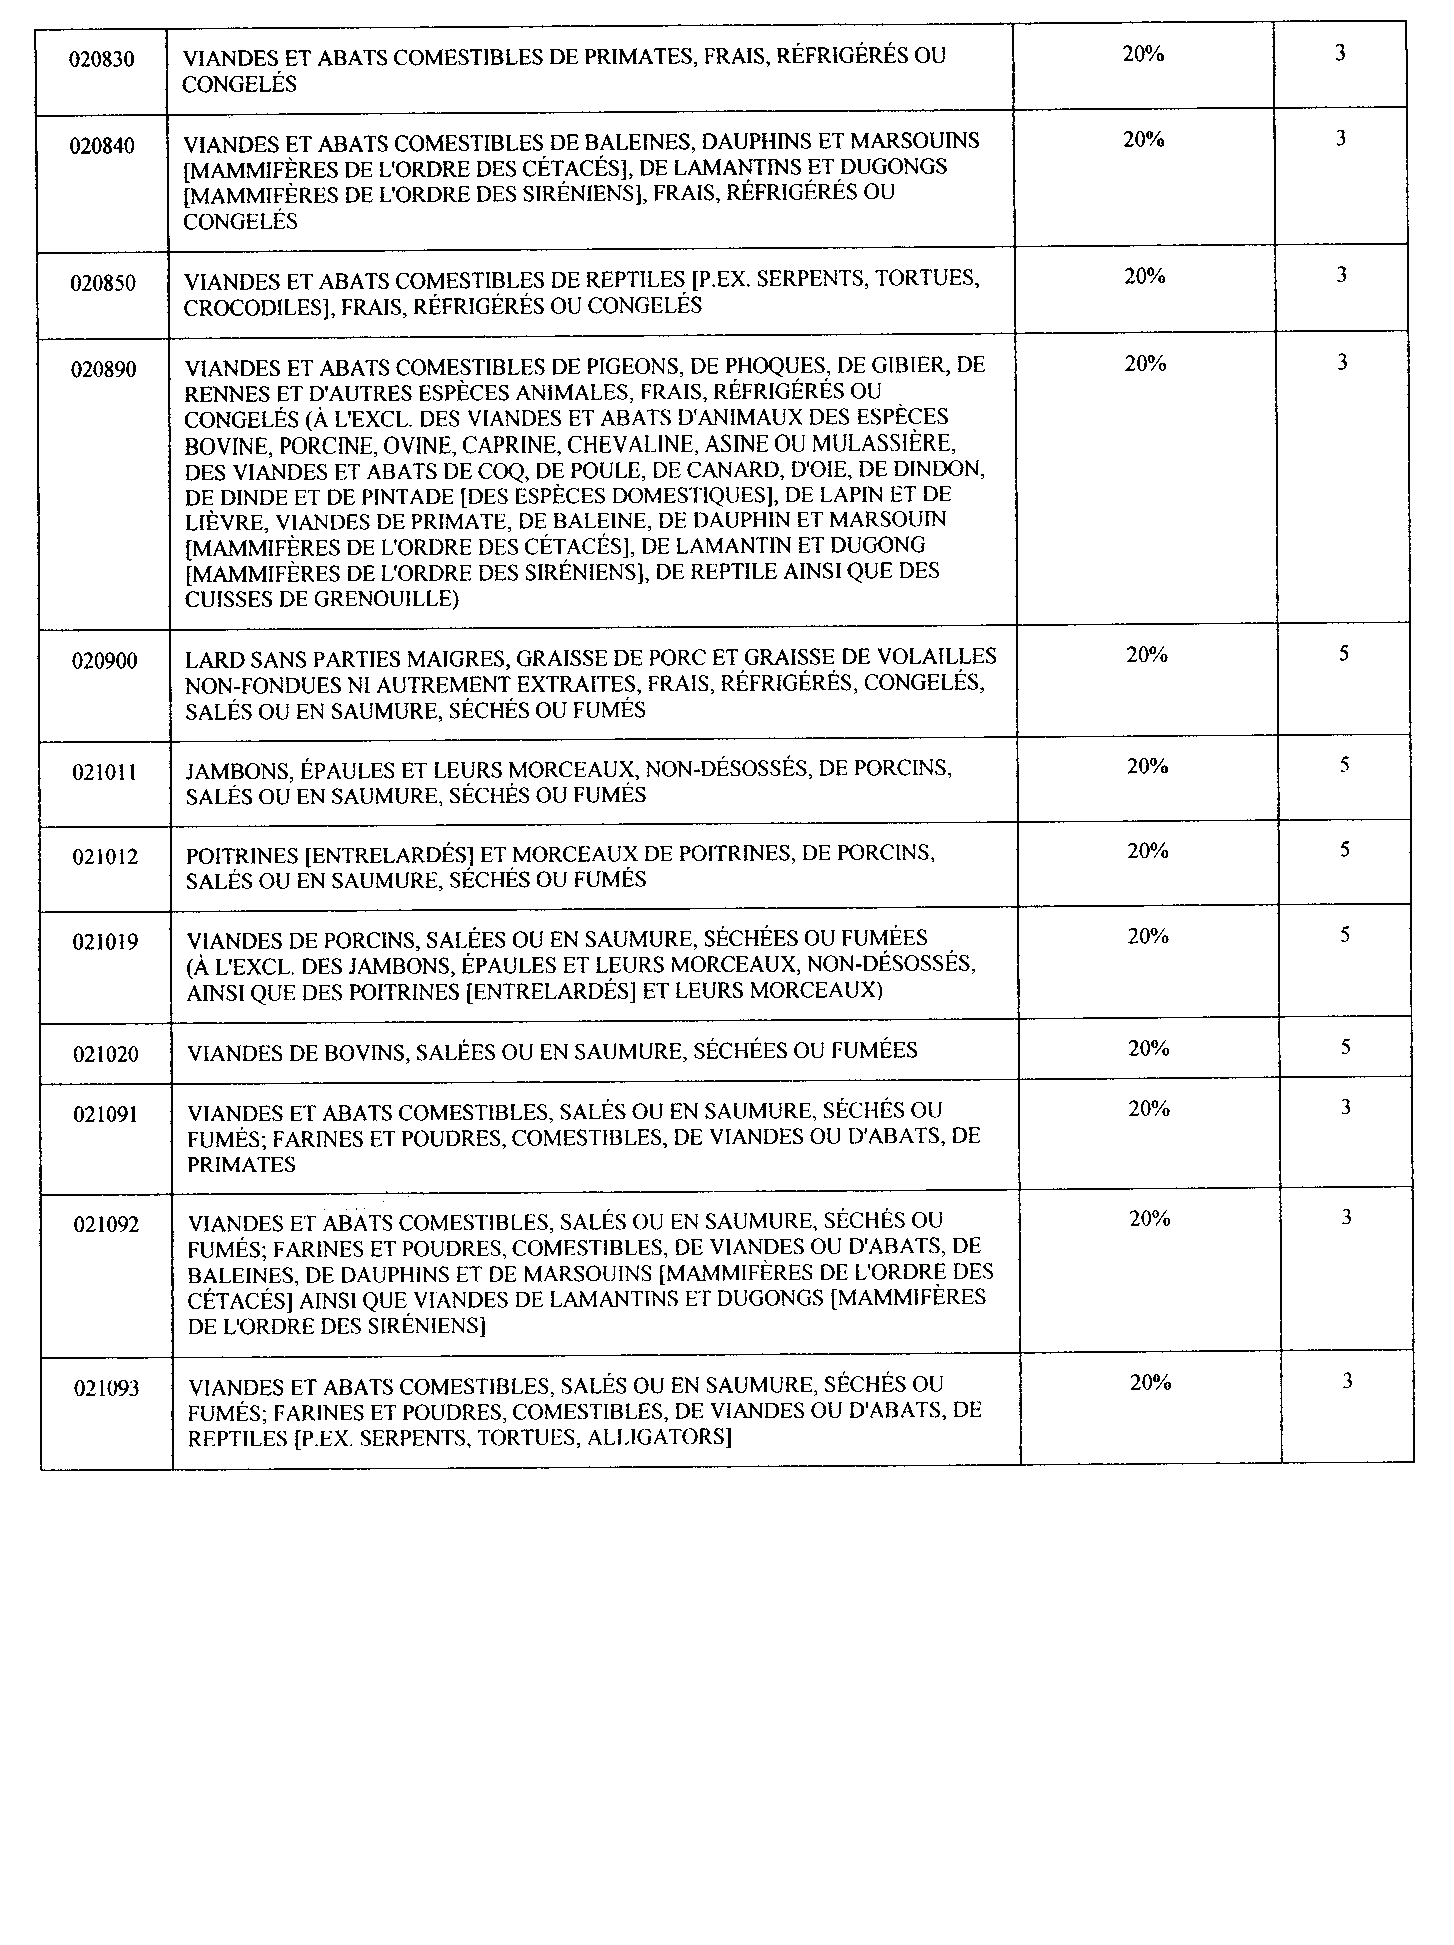 020830 VIANDES ET ABATS COMESTIBLES DE PRIMATES, FRAIS, RÉFRIGÉRÉS OU 20% 3
CONGELÉS
020840 VIANDES ET ABATS COMESTIBLES DE BALEINES, DAUPHINS ET MARSOUINS 20% 3
[MAMMIFÈRES DE L'ORDRE DES CÉTACÉS], DE LAMANTINS ET DUGONGS
[MAMMIFÈRES DE L'ORDRE DES SIRÉNIENS], FRAIS, RÉFRIGÉRÉS OU
CONGELÉS
020850 VIANDES ET ABATS COMESTIBLES DE REPTILES [P.EX. SERPENTS, TORTUES, 20% 3
CROCODILES], FRAIS, RÉFRIGÉRÉS OU CONGELÉS
020890 VIANDES ET ABATS COMESTIBLES DE PIGEONS, DE PHOQUES, DE GIBIER, DE 20% 3
RENNES ET D'AUTRES ESPÈCES ANIMALES, FRAIS, RÉFRIGÉRÉS OU
CONGELÉS (À L'EXCL. DES VIANDES ET ABATS D'ANIMAUX DES ESPÈCES
BOVINE, PORCINE, OVINE, CAPRINE, CHEVALINE, ASINE OU MULASSIÈRE,
DES VIANDES ET ABATS DE COQ, DE POULE, DE CANARD, D'OIE, DE DINDON,
DE DINDE ET DE PINTADE [DES ESPÈCES DOMESTIQUES], DE LAPIN ET DE
LIÈVRE, VIANDES DE PRIMATE, DE BALEINE, DE DAUPHIN ET MARSOUIN
[MAMMIFÈRES DE L'ORDRE DES CÉTACÉS], DE LAMANTIN ET DUGONG
[MAMMIFÈRES DE L'ORDRE DES SIRÉNIENS], DE REPTILE AINSI QUE DES
CUISSES DE GRENOUILLE)
020900 LARD SANS PARTIES MAIGRES, GRAISSE DE PORC ET GRAISSE DE VOLAILLES 20% 5
NON-FONDUES NI AUTREMENT EXTRAITES, FRAIS, RÉFRIGÉRÉS, CONGELÉS,
SALÉS OU EN SAUMURE, SÉCHÉS OU FUMÉS
021011 JAMBONS, ÉPAULES ET LEURS MORCEAUX, NON-DÉSOSSÉS, DE PORCINS, 20% 5
SALÉS OU EN SAUMURE, SÉCHÉS OU FUMÉS
021012 POITRINES [ENTRELARDÉS] ET MORCEAUX DE POITRINES, DE PORCINS, 20% 5
SALÉS OU EN SAUMURE, SÉCHÉS OU FUMÉS
021019 VIANDES DE PORCINS, SALÉES OU EN SAUMURE, SÉCHÉES OU FUMÉES 20% 5
(À L'EXCL. DES JAMBONS, ÉPAULES ET LEURS MORCEAUX, NON-DÉSOSSÉS,
AINSI QUE DES POITRINES [ENTRELARDÉS] ET LEURS MORCEAUX)
021020 VIANDES DE BOVINS, SALÉES OU EN SAUMURE, SÉCHÉES OU FUMÉES 20% 5
021091 VIANDES ET ABATS COMESTIBLES, SALÉS OU EN SAUMURE, SÉCHÉS OU 20% 3
FUMÉS; FARINES ET POUDRES, COMESTIBLES, DE VIANDES OU D'ABATS, DE
PRIMATES
021092 VIANDES ET ABATS COMESTIBLES, SALÉS OU EN SAUMURE, SÉCHÉS OU 20% 3
FUMÉS; FARINES ET POUDRES, COMESTIBLES, DE VIANDES OU D'ABATS, DE
BALEINES, DE DAUPHINS ET DE MARSOUINS [MAMMIFÈRES DE L'ORDRE DES
CÉTACÉS] AINSI QUE VIANDES DE LAMANTINS ET DUGONGS [MAMMIFÈRES
DE L'ORDRE DES SIRÉNIENS]
021093 VIANDES ET ABATS COMESTIBLES, SALÉS OU EN SAUMURE, SÉCHÉS OU 20% 3
FUMÉS; FARINES ET POUDRES, COMESTIBLES, DE VIANDES OU D'ABATS, DE
REPTILES [P.EX. SERPENTS, TORTUES, ALLIGATORS]